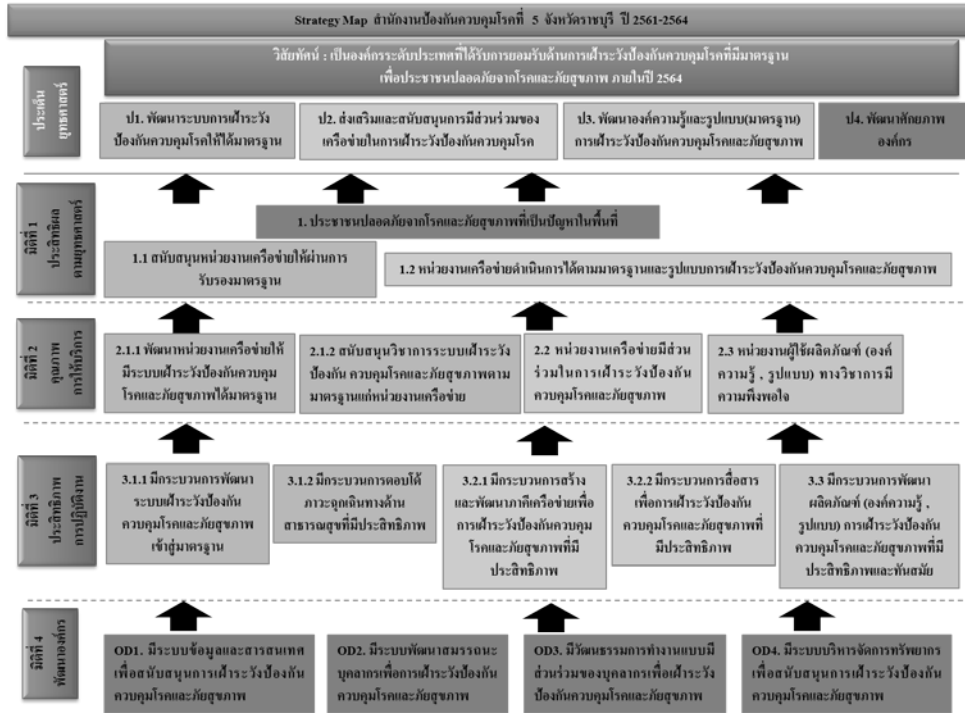 Strategy Map สำนักงานป้องกันควบคุมโรคที่ 5 จังหวัดราชบุรี ปี 2561-2564
วิสัยทัศน์ : เป็นองค์กรระดับประเทศที่ได้รับการยอมรับด้านการเฝ้าระวังป้องกันควบคุมโรคที่มีมาตรฐาน
เพื่อประชาชนปลอดภัยจากโรคและภัยสุขภาพ ภายในปี 2564
ประเด็น
ยุทธศาสตร์
ป1. พัฒนาระบบการเฝ้าระวัง
ป้องกันควบคุมโรคให้ได้มาตรฐาน
ป2. ส่งเสริมและสนับสนุนการมีส่วนร่วมของ
เครือข่ายในการเฝ้าระวังป้องกันควบคุมโรค
ป3. พัฒนาองค์ความรู้และรูปแบบ(มาตรฐาน)
การเฝ้าระวังป้องกันควบคุมโรคและภัยสุขภาพ
ป4. พัฒนาศักยภาพ
องค์กร
มิติที่ 1
ประสิทธิผล
ตามยุทธศาสตร์
1. ประชาชนปลอดภัยจากโรคและภัยสุขภาพที่เป็นปัญหาในพื้นที่
1.1 สนับสนุนหน่วยงานเครือข่ายให้ผ่านการ
รับรองมาตรฐาน
1.2 หน่วยงานเครือข่ายดำเนินการได้ตามมาตรฐานและรูปแบบการเฝ้าระวังป้องกันควบคุมโรคและภัยสุขภาพ
มิติที่ 2
คุณภาพ
การให้บริการ
2.1.1 พัฒนาหน่วยงานเครือข่ายให้
มีระบบเฝ้าระวังป้องกันควบคุม
โรคและภัยสุขภาพได้มาตรฐาน
2.1.2 สนับสนุนวิชาการระบบเฝ้าระวัง
ป้องกัน ควบคุมโรคและภัยสุขภาพตาม
มาตรฐานแก่หน่วยงานเครือข่าย
2.2 หน่วยงานเครือข่ายมีส่วน
ร่วมในการเฝ้าระวังป้องกัน
ควบคุมโรคและภัยสุขภาพ
2.3 หน่วยงานผู้ใช้ผลิตภัณฑ์ (องค์
ความรู้ , รูปแบบ) ทางวิชาการมี
ความพึงพอใจ
มิติที่ 3
ประสิทธิภาพ
การปฏิบัติงาน
3.1.1 มีกระบวนการพัฒนา
ระบบเฝ้าระวังป้องกัน
ควบคุมโรคและภัยสุขภาพ
เข้าสู่มาตรฐาน
3.1.2 มีกระบวนการตอบโต้
ภาวะฉุกเฉินทางด้าน
สาธารณสุขที่มีประสิทธิภาพ
3.2.1 มีกระบวนการสร้าง
และพัฒนาภาคีเครือข่ายเพื่อ
การเฝ้าระวังป้องกันควบคุม
โรคและภัยสุขภาพที่มี
ประสิทธิภาพ
3.2.2 มีกระบวนการสื่อสาร
เพื่อการเฝ้าระวังป้องกัน
ควบคุมโรคและภัยสุขภาพที่
มีประสิทธิภาพ
3.3 มีกระบวนการพัฒนา
ผลิตภัณฑ์ (องค์ความรู้ ,
รูปแบบ) การเฝ้าระวังป้องกัน
ควบคุมโรคและภัยสุขภาพที่มี
ประสิทธิภาพและทันสมัย
มิติที่ 4
พัฒนาองค์กร
OD1. มีระบบข้อมูลและสารสนเทศ
เพื่อสนับสนุนการเฝ้าระวังป้องกัน
ควบคุมโรคและภัยสุขภาพ
OD2. มีระบบพัฒนาสมรรถนะ
บุคลากรเพื่อการเฝ้าระวังป้องกัน
ควบคุมโรคและภัยสุขภาพ
OD3. มีวัฒนธรรมการทำงานแบบมี
ส่วนร่วมของบุคลากรเพื่อเฝ้าระวัง
ป้องกันควบคุมโรคและภัยสุขภาพ
OD4. มีระบบบริหารจัดการทรัพยากร
เพื่อสนับสนุนการเฝ้าระวังป้องกัน
ควบคุมโรคและภัยสุขภาพ